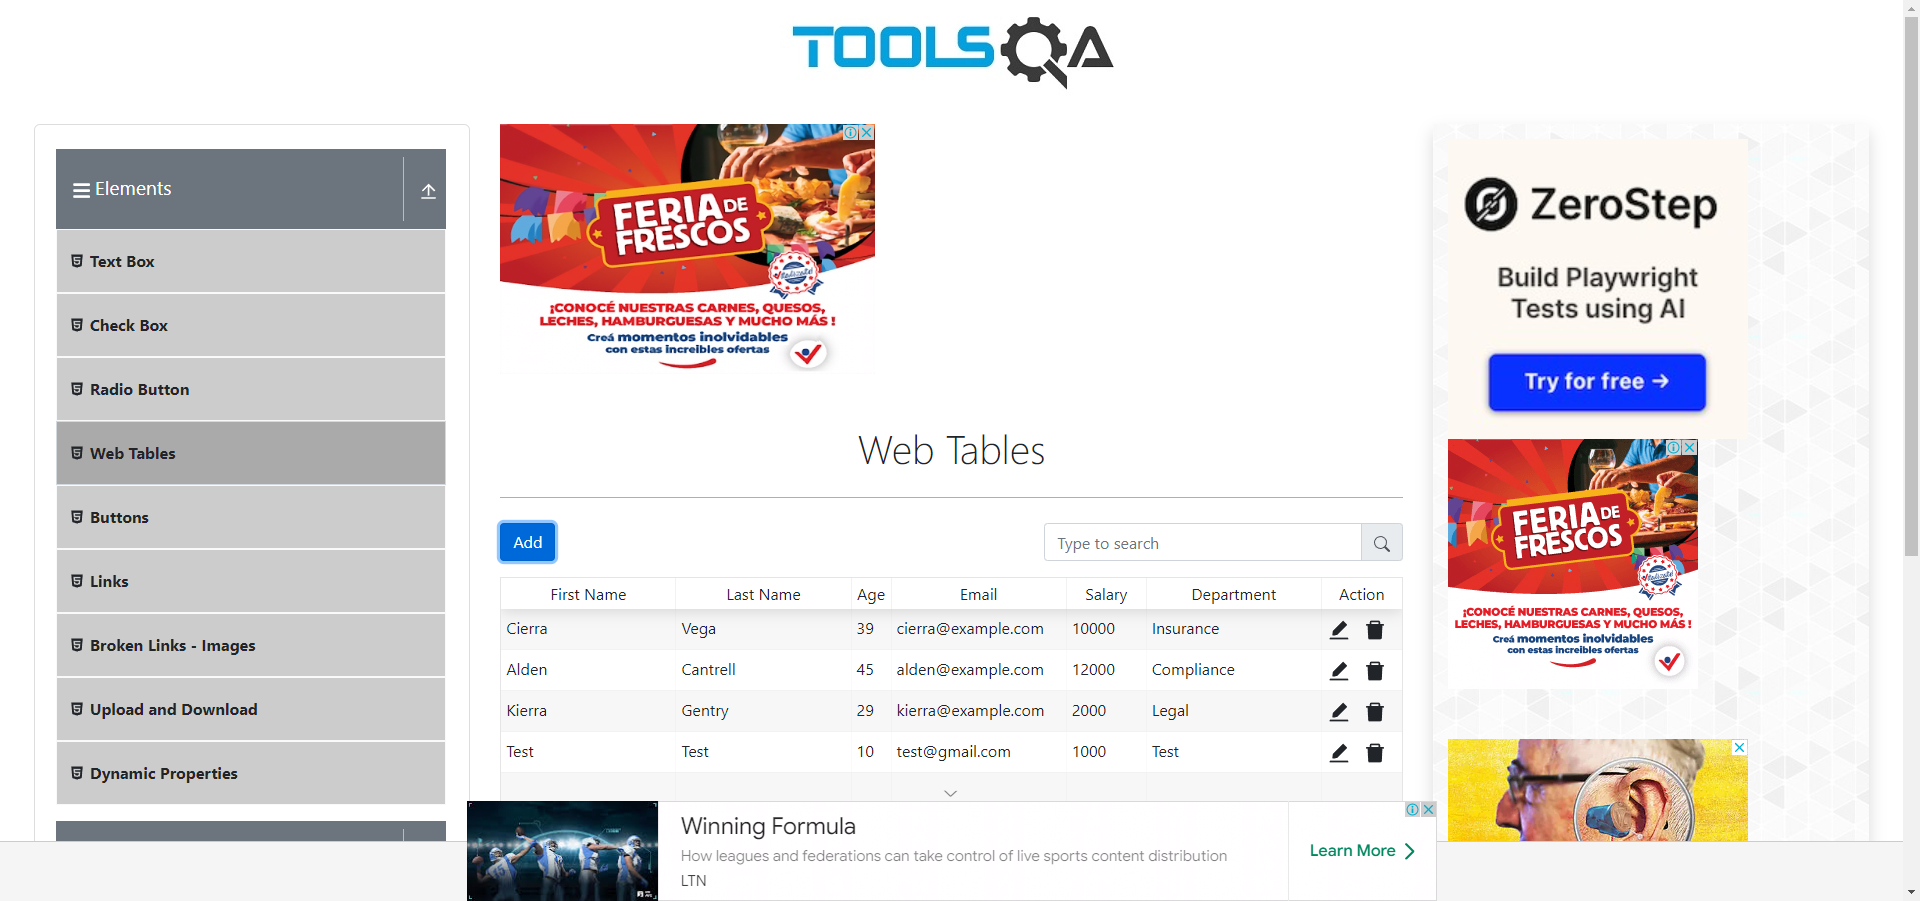 TOOLSQA
Elements
Text Box
Check Box
Radio Button
Web Tables
Buttons
Links
Broken Links - Images
Upload and Download
Dynamic Properties
FERIA DE
FRESCOS
¡CONOCÉ NUESTRAS CARNES, QUESOS,
LECHES, HAMBURGUESAS Y MUCHO MÁS !
Creá momentos inolvidables
con estas increibles ofertas
Web Tables
Add
Type to search
First Name Last Name Age Email Salary Department Action
Cierra Vega 39 cierra@example.com 10000 Insurance
Alden Cantrell 45 alden@example.com 12000 Compliance
Kierra Gentry 29 kierra@example.com 2000 Legal
Test Test 10 test@gmail.com 1000 Test
ZeroStep
Build Playwright
Tests using AI
Try for free →
FERIA DE
FRESCOS
¡CONOCÉ NUESTRAS CARNES, QUESOS,
LECHES, HAMBURGUESAS Y MUCHO MÁS !
Creá momentos inolvidables
con estas increibles ofertas
Winning Formula
How leagues and federations can take control of live sports content distribution
LTN
Learn More